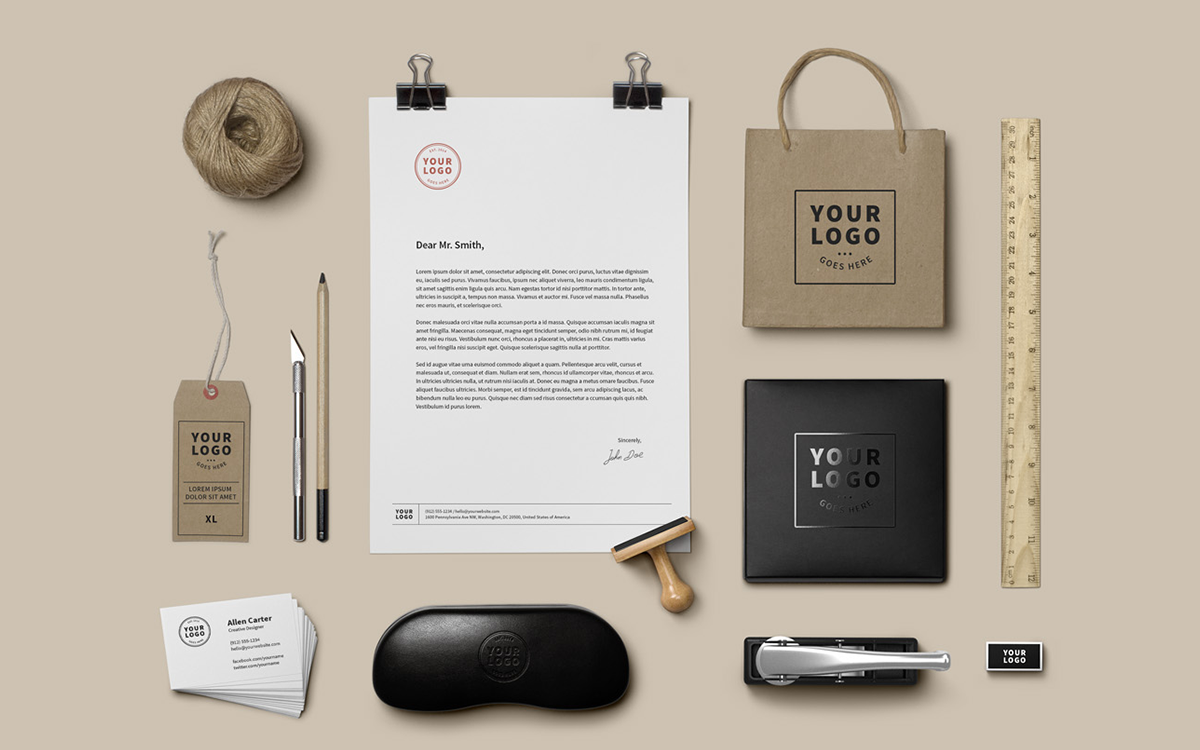 EST. 2014
YOUR
LOGO
GOES HERE
Dear Mr. Smith,
Lorem ipsum dolor sit amet, consectetur adipiscing elit. Donec orci purus, luctus vitae dignissim
eu, iaculis sed purus. Vivamus faucibus, ipsum nec aliquet viverra, leo mauris condimentum ligula,
sit amet sagittis enim ligula quis arcu. Nam egestas tortor id nisi porttitor mattis. In tortor ante,
ultricies in suscipit a, tempus non massa. Vivamus et auctor mi. Fusce vel massa nulla. Phasellus
nec eros mauris, et scelerisque orci.
Donec malesuada orci vitae nulla accumsan porta a id massa. Quisque accumsan iaculis magna sit
amet fringilla. Maecenas consequat, magna eget tincidunt semper, odio nibh rutrum mi, id feugiat
ante nisi eu risus. Vestibulum nunc orci, rhoncus a placerat in, ultricies in mi. Cras mattis varius
eros, vel fringilla nisi suscipit eget. Quisque scelerisque sagittis nulla at porttitor.
Sed id augue vitae urna euismod commodo aliquet a quam. Pellentesque arcu velit, cursus et
malesuada ut, consequat et diam. Nullam erat sem, rhoncus id ullamcorper vitae, rhoncus et arcu.
In ultricies ultricies nulla, ut rutrum nisi iaculis at. Donec eu magna a metus ornare faucibus. Fusce
aliquet faucibus ultricies. Morbi semper, est id tincidunt gravida, sem arcu adipiscing lacus, ac
bibendum nulla leo eu purus. Quisque nec diam sed risus consectetur a ccumsan quis quis nibh.
Vestibulum id purus lorem.
Sincerely,
John Doe
YOUR
LOGO
(912) 555-1234 / hello@yourwebsite.com
1600 Pennsylvania Ave NW, Washington, DC 20500, United States of America
YOUR
LOGO
GOES HERE
YOUR
LOGO
GOES HERE
LOREM IPSUM
DOLOR SIT AMET
XL
YOUR
LOGO
GOES HERE
YOUR
LOGO
GOES HERE
Allen Carter
Creative Designer
(912) 555-1234
hello@yourwebsite.com
facebook.com/yourname
twitter.com/yourname
YOUR
LOGO
YOUR
LOGO